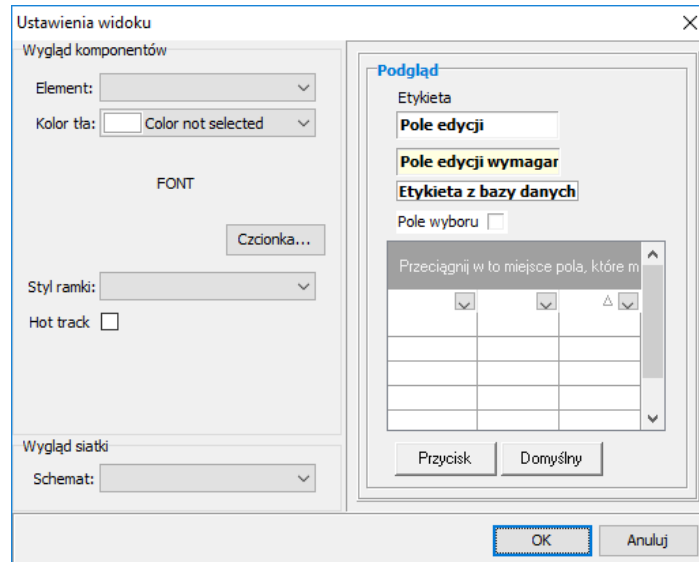 Ustawienia widoku
Wygląd komponentów
Element:
Kolor tła: Color not selected
FONT
Czcionka...
Styl ramki:
Hot track
Wygląd siatki
Schemat:
Podgląd
Etykieta
Pole edycji
Pole edycji wymagar
Etykieta z bazy danych
Pole wyboru
Przeciągnij w to miejsce pola, które m
Przycisk
Domyślny
OK
Anuluj